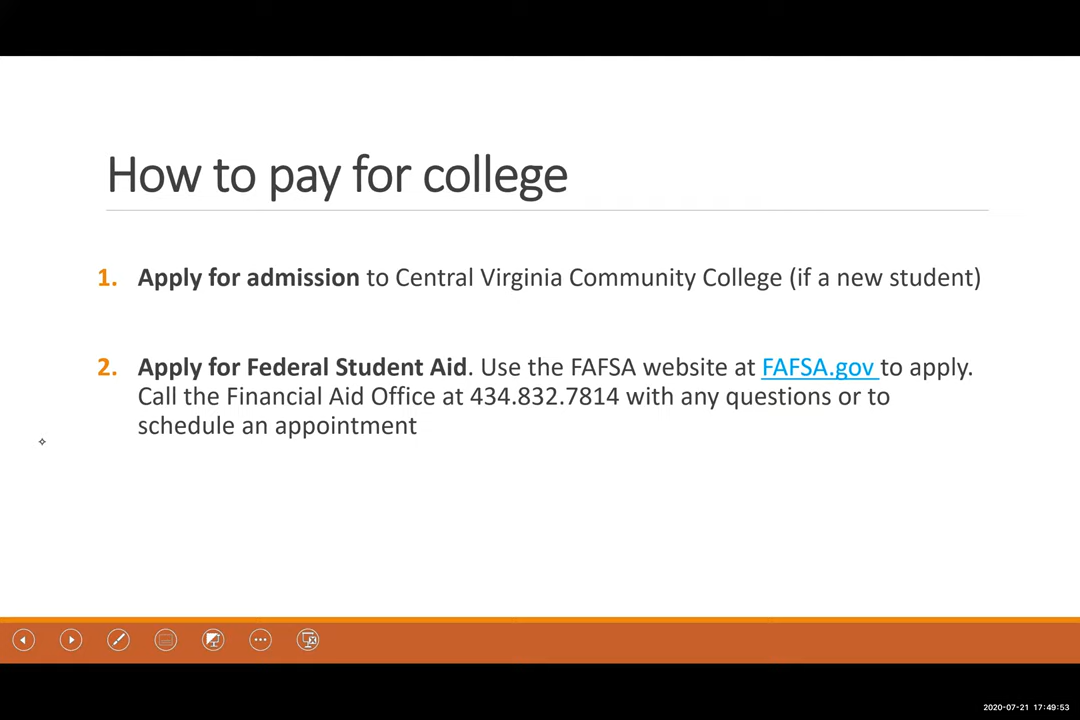 How to pay for college
1. Apply for admission to Central Virginia Community College (if a new student)
2. Apply for Federal Student Aid. Use the FAFSA website at FAFSA.gov to apply.
Call the Financial Aid Office at 434.832.7814 with any questions or to
schedule an appointment
2020-07-21 17:49:53